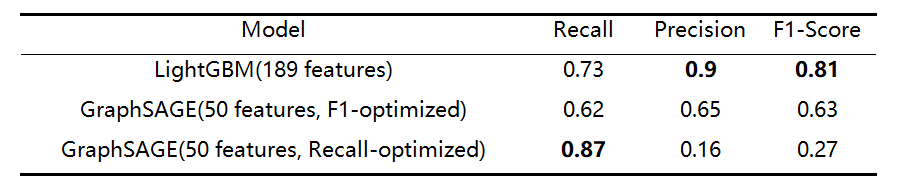 Model Recall Precision F1-Score
LightGBM(189 features) 0.73 0.9 0.81
GraphSAGE(50 features, F1-optimized) 0.62 0.65 0.63
GraphSAGE(50 features, Recall-optimized) 0.87 0.16 0.27